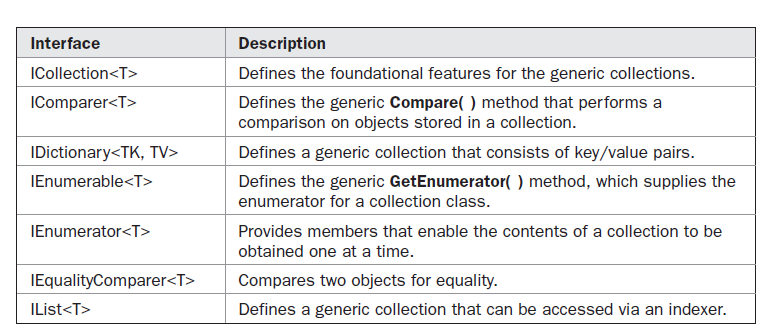 Interface Description
ICollection<T> Defines the foundational features for the generic collections.
IComparer<T> Defines the generic Compare( ) method that performs a
comparison on objects stored in a collection.
IDictionary<TK, TV> Defines a generic collection that consists of key/value pairs.
IEnumerable<T> Defines the generic GetEnumerator( ) method, which supplies the
enumerator for a collection class.
IEnumerator<T> Provides members that enable the contents of a collection to be
obtained one at a time.
IEqualityComparer<T> Compares two objects for equality.
IList<T> Defines a generic collection that can be accessed via an indexer.